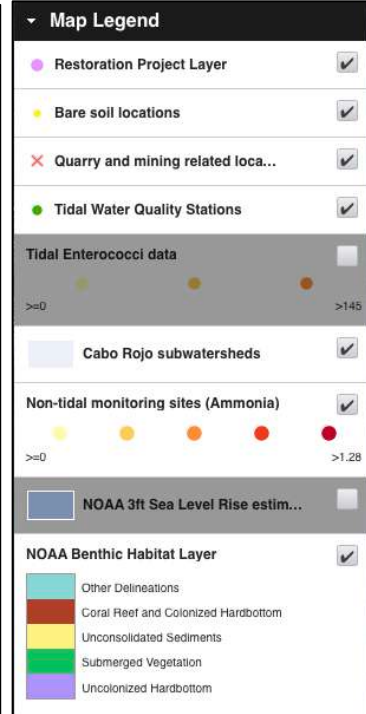 Map Legend
Restoration Project Layer
Bare soil locations
Quarry and mining related loca...
Tidal Water Quality Stations
Tidal Enterococci data
>=0 >145
Cabo Rojo subwatersheds
Non-tidal monitoring sites (Ammonia)
>=0 >1.28
NOAA 3ft Sea Level Rise estim...
NOAA Benthic Habitat Layer
Other Delineations
Coral Reef and Colonized Hardbottom
Unconsolidated Sediments
Submerged Vegetation
Uncolonized Hardbottom